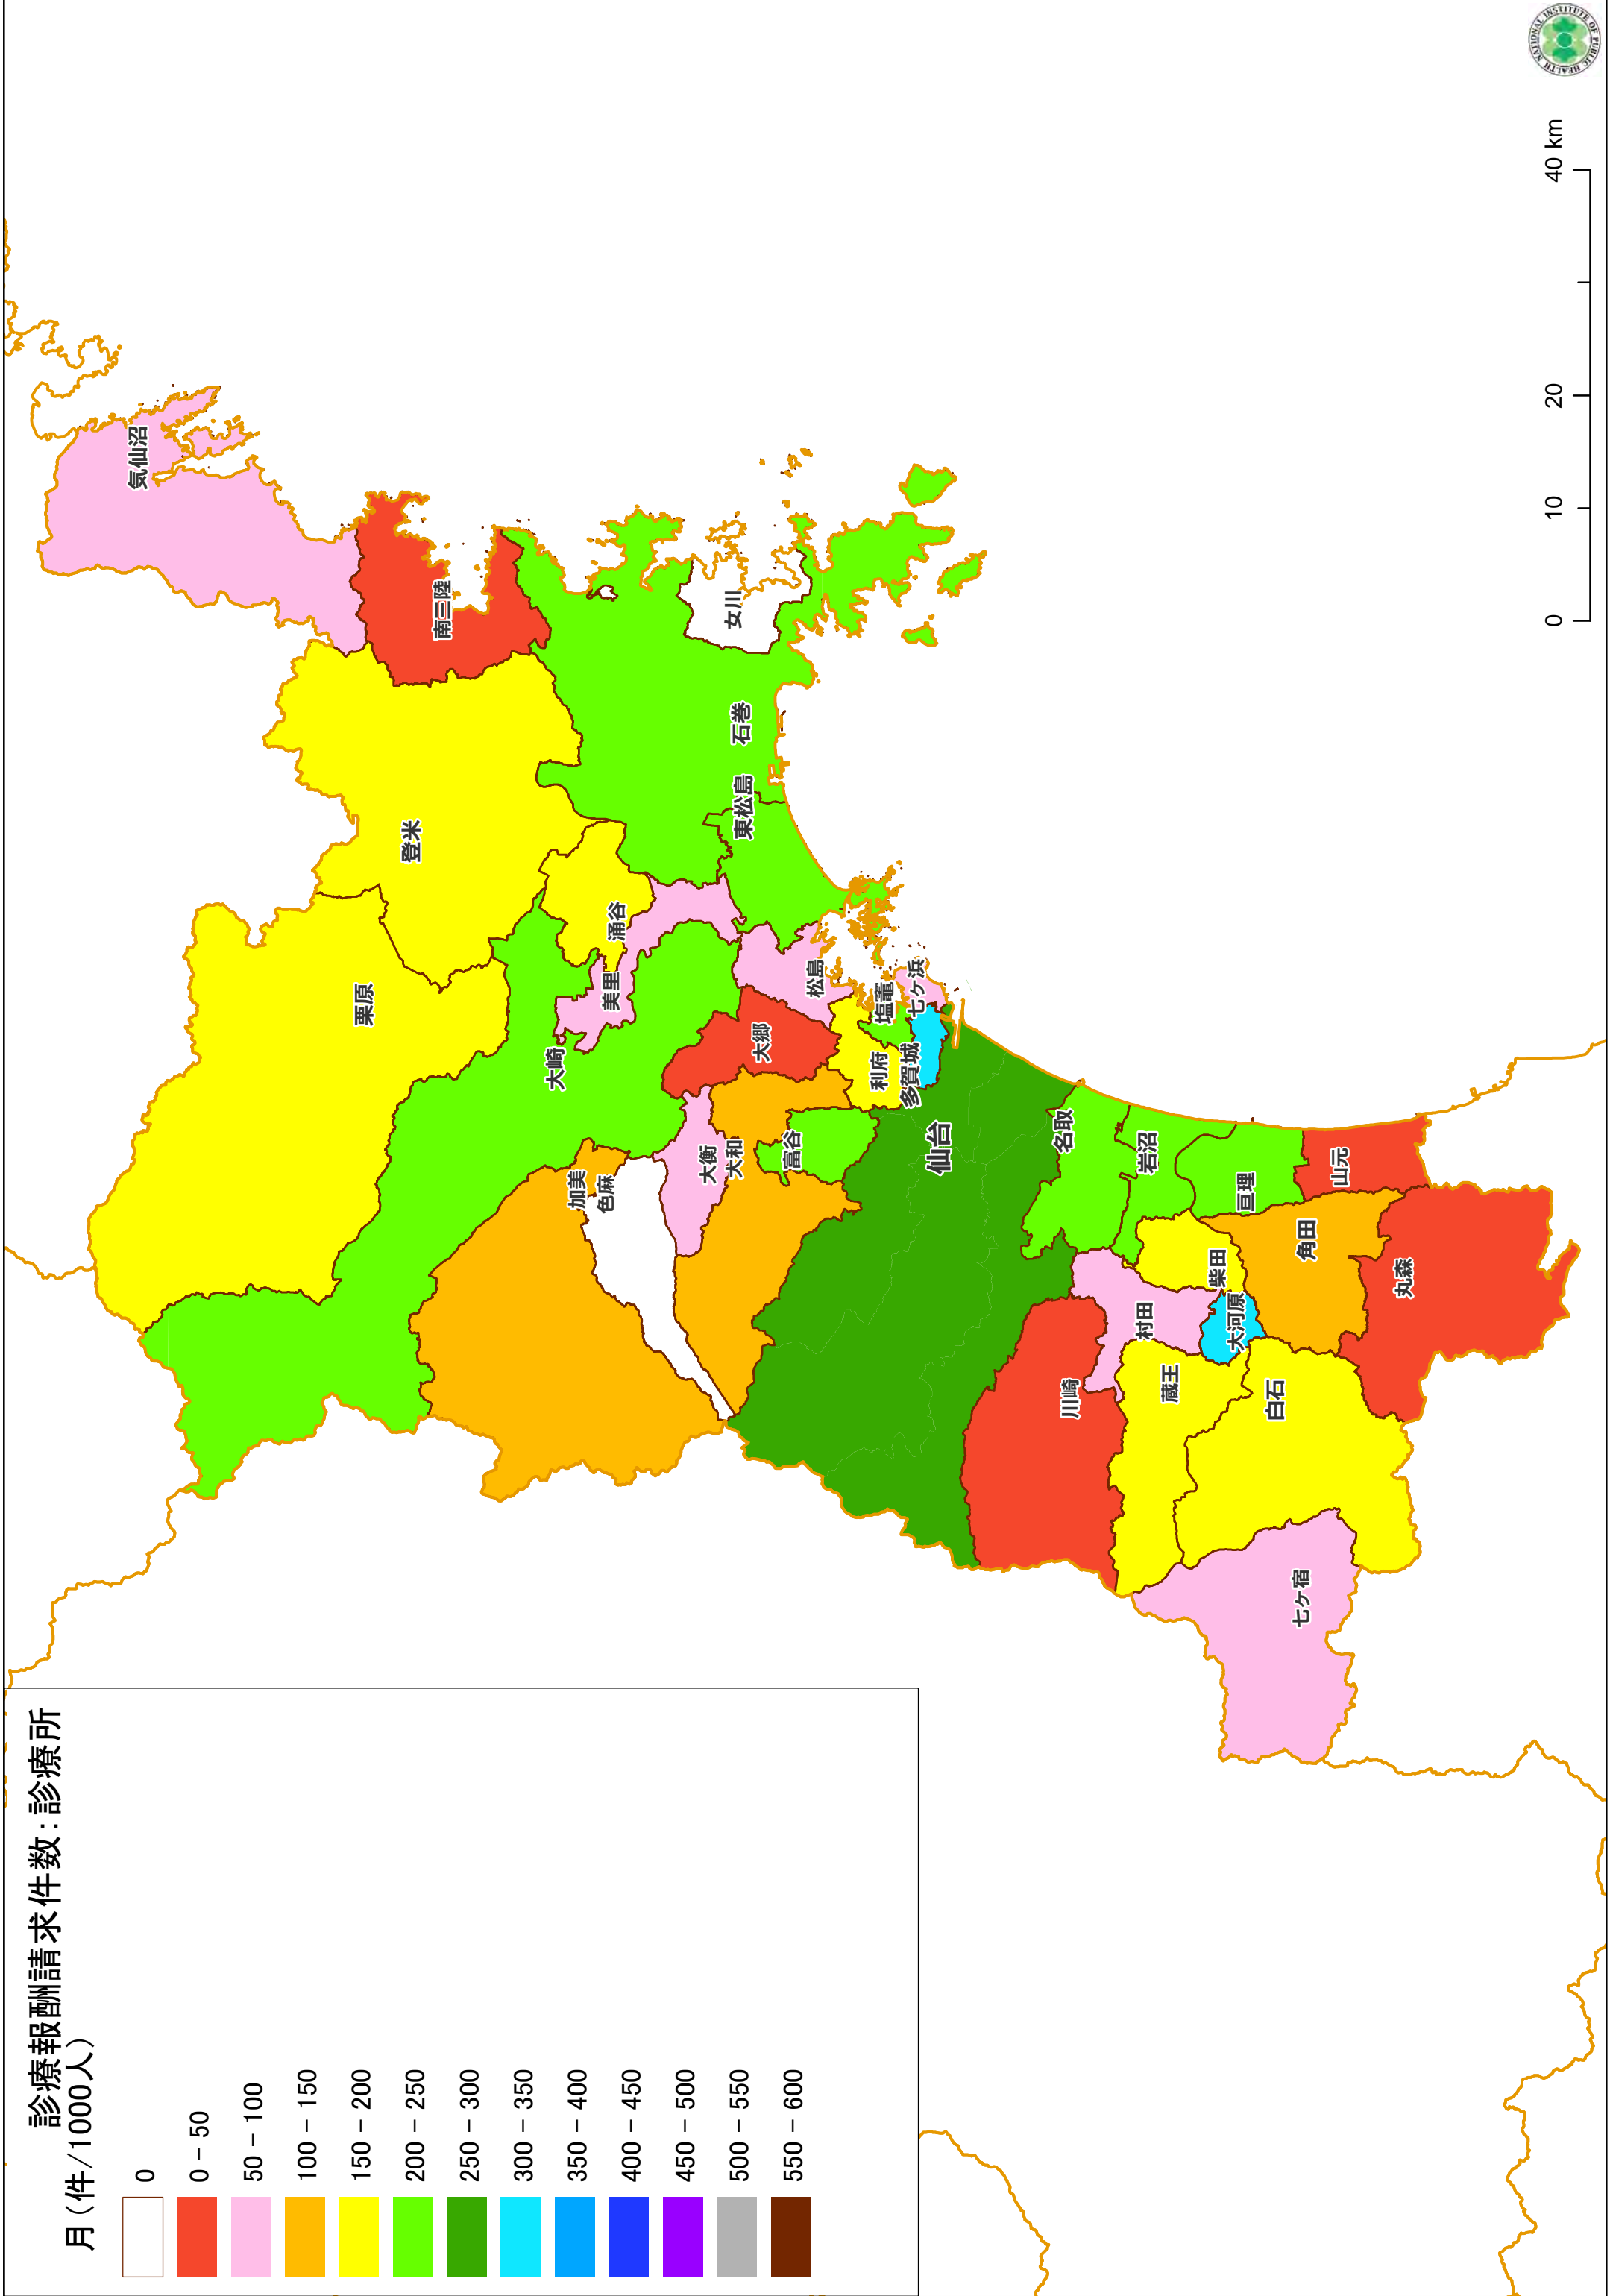 診療報酬請求件数：診療所
月（件/1000人）
0
0 – 50
50 – 100
100 – 150
150 – 200
200 – 250
250 – 300
300 – 350
350 – 400
400 – 450
450 – 500
500 – 550
550 – 600
気仙沼
南三陸
登米
栗原
女川
石巻
東松島
涌谷
美里
大崎
松島
大郷
塩竈
七ヶ浜
利府
多賀城
加美
色麻
大衡
大和
富谷
仙台
名取
岩沼
亘理
山元
角田
丸森
柴田
大河原
村田
蔵王
川崎
白石
七ヶ宿
0
10
20
40 km
NATIONAL INSTITUTE OF PUBLIC HEALTH